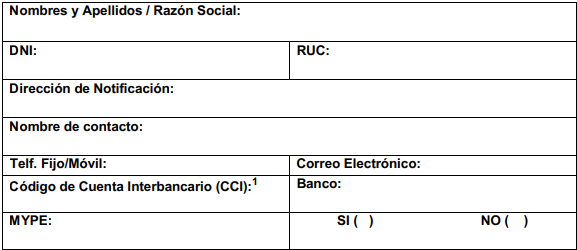 Nombres y Apellidos / Razón Social:
DNI: RUC:
Dirección de Notificación:
Nombre de contacto:
Telf. Fijo/Móvil: Correo Electrónico:
Código de Cuenta Interbancario (CCI):1 Banco:
MYPE: SI (  ) NO (  )